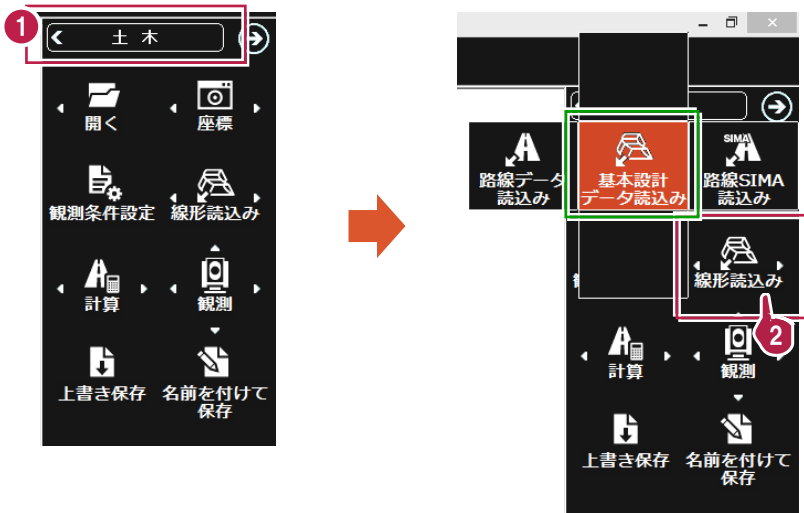 1
土 木
開く
座標
観測条件設定
線形読込み
計算
観測
上書き保存
名前を付けて
保存
路線データ
読込み
基本設計
データ読込み
SIMA
路線SIMA
読込み
線形読込み
2
計算
観測
上書き保存
名前を付けて
保存